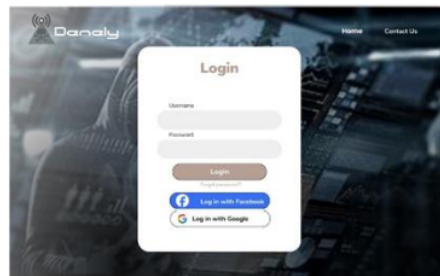 Danaly
Home
Contact Us
Login
Username
Password
Login
Forgot password?
Log in with Facebook
Log in with Google